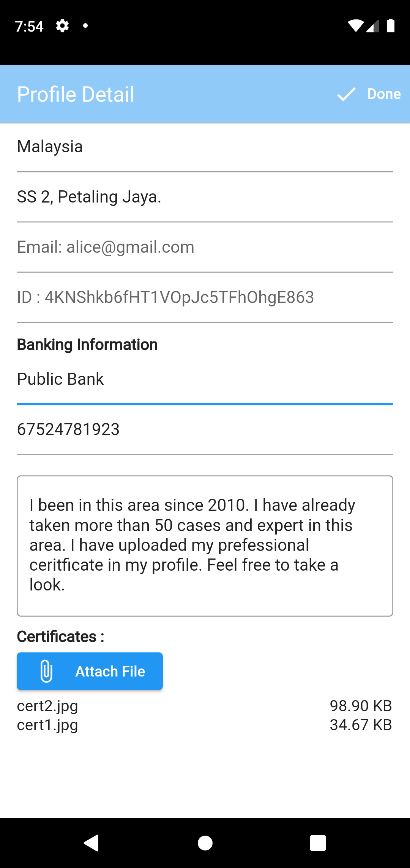 7:54
Profile Detail
Done
Malaysia
SS 2, Petaling Jaya.
Email: alice@gmail.com
ID : 4KNShkb6fHT1VOpJc5TFhOhgE863
Banking Information
Public Bank
67524781923
I been in this area since 2010. I have already
taken more than 50 cases and expert in this
area. I have uploaded my prefessional
ceritficate in my profile. Feel free to take a
look.
Certificates :
Attach File
cert2.jpg 98.90 KB
cert1.jpg 34.67 KB